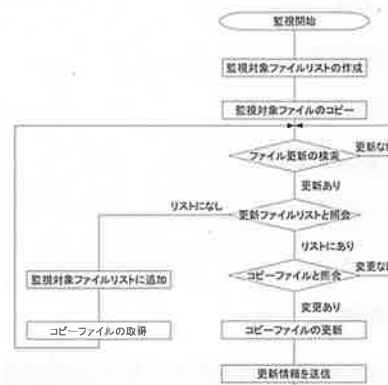 監視開始
監視対象ファイルリストの作成
監視対象ファイルのコピー
ファイル更新の検索
更新な
更新あり
リストになし
更新ファイルリストと照会
リストにあり
監視対象ファイルリストに追加
コピーファイルと照会
変更な
変更あり
コピーファイルの取得
コピーファイルの更新
更新情報を送信